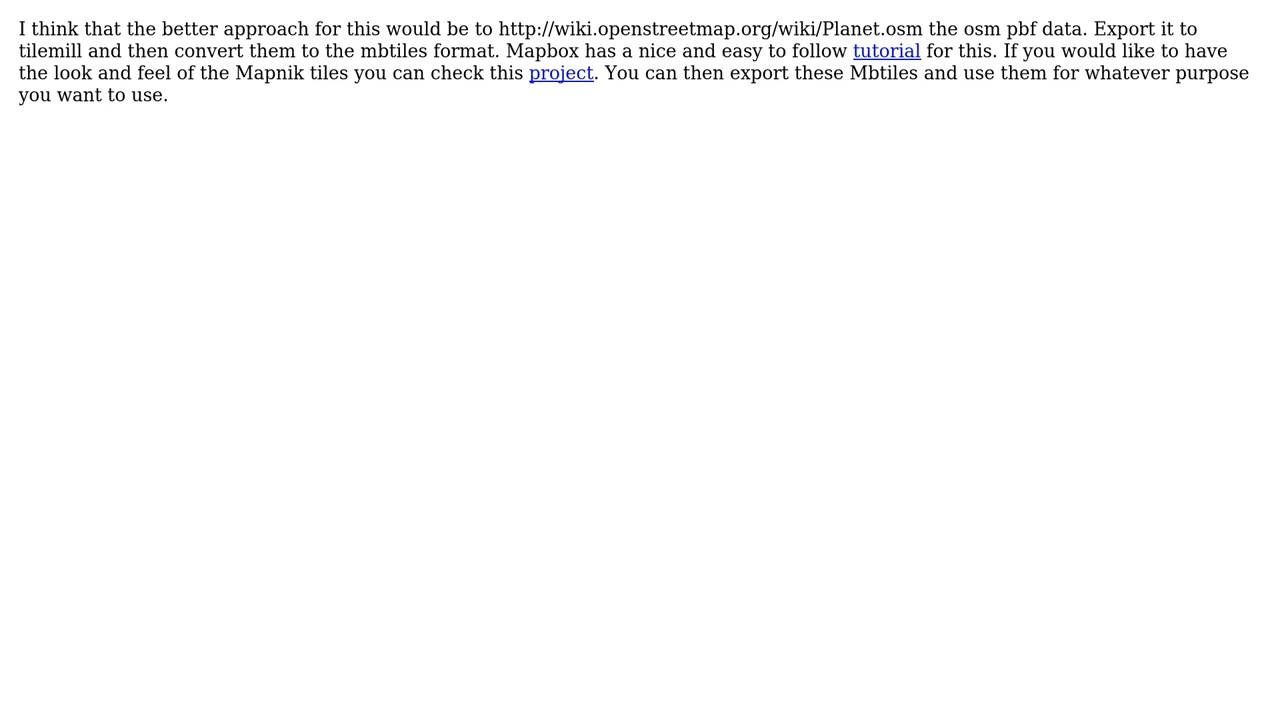 I think that the better approach for this would be to http://wiki.openstreetmap.org/wiki/Planet.osm the osm pbf data. Export it to
tilemill and then convert them to the mbtiles format. Mapbox has a nice and easy to follow tutorial for this. If you would like to have
the look and feel of the Mapnik tiles you can check this project. You can then export these Mbtiles and use them for whatever purpose
you want to use.